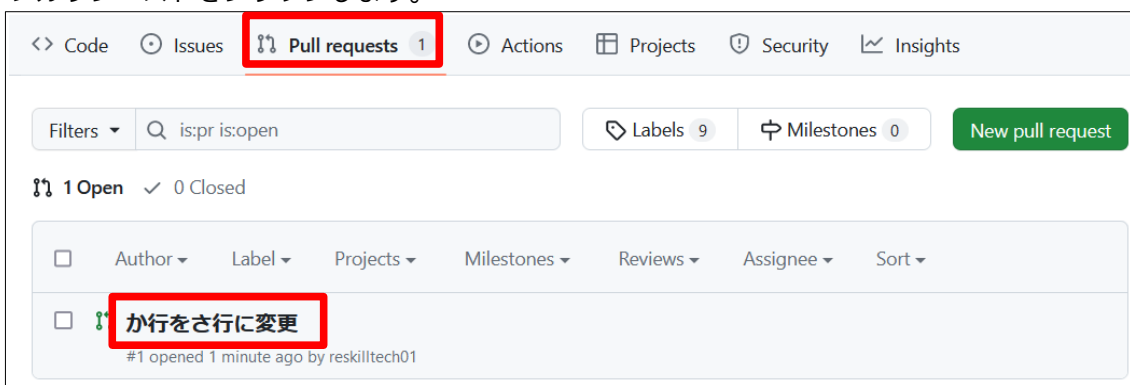 Code Issues Pull requests 1 Actions Projects Security Insights
Filters is:pr is:open Labels 9 Milestones 0 New pull request
1 Open 0 Closed
Author Label Projects Milestones Reviews Assignee Sort
か行をさ行に変更
#1 opened 1 minute ago by reskilltech01